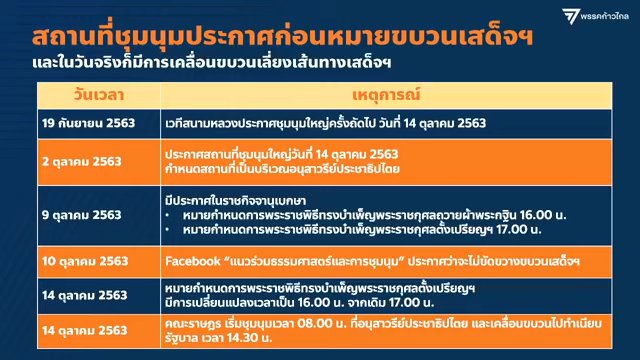 พรรคก้าวไกล
สถานที่ชุมนุมประกาศก่อนหมายขบวนเสด็จฯ
และในวันจริงก็มีการเคลื่อนขบวนเลี่ยงเส้นทางเสด็จฯ
วันเวลา เหตุการณ์
19 กันยายน 2563 เวทีสนามหลวงประกาศชุมนุมใหญ่ครั้งถัดไป วันที่ 14 ตุลาคม 2563
2 ตุลาคม 2563 ประกาศสถานที่ชุมนุมใหญ่วันที่ 14 ตุลาคม 2563
กำหนดสถานที่เป็นบริเวณอนุสาวรีย์ประชาธิปไตย
9 ตุลาคม 2563 มีประกาศในราชกิจจานุเบกษา
• หมายกำหนดการพระราชพิธีทรงบำเพ็ญพระราชกุศลถวายผ้าพระกฐิน 16.00 น.
• หมายกำหนดการพระราชพิธีทรงบำเพ็ญพระราชกุศลตั้งเปรียญฯ 17.00 น.
10 ตุลาคม 2563 Facebook “แนวร่วมธรรมศาสตร์และการชุมนุม” ประกาศว่าจะไม่ขัดขวางขบวนเสด็จฯ
14 ตุลาคม 2563 หมายกำหนดการพระราชพิธีทรงบำเพ็ญพระราชกุศลตั้งเปรียญฯ
มีการเปลี่ยนแปลงเวลาเป็น 16.00 น. จากเดิม 17.00 น.
14 ตุลาคม 2563 คณะราษฎร เริ่มชุมนุมเวลา 08.00 น. ที่อนุสาวรีย์ประชาธิปไตย และเคลื่อนขบวนไปทำเนียบ
รัฐบาล เวลา 14.30 น.